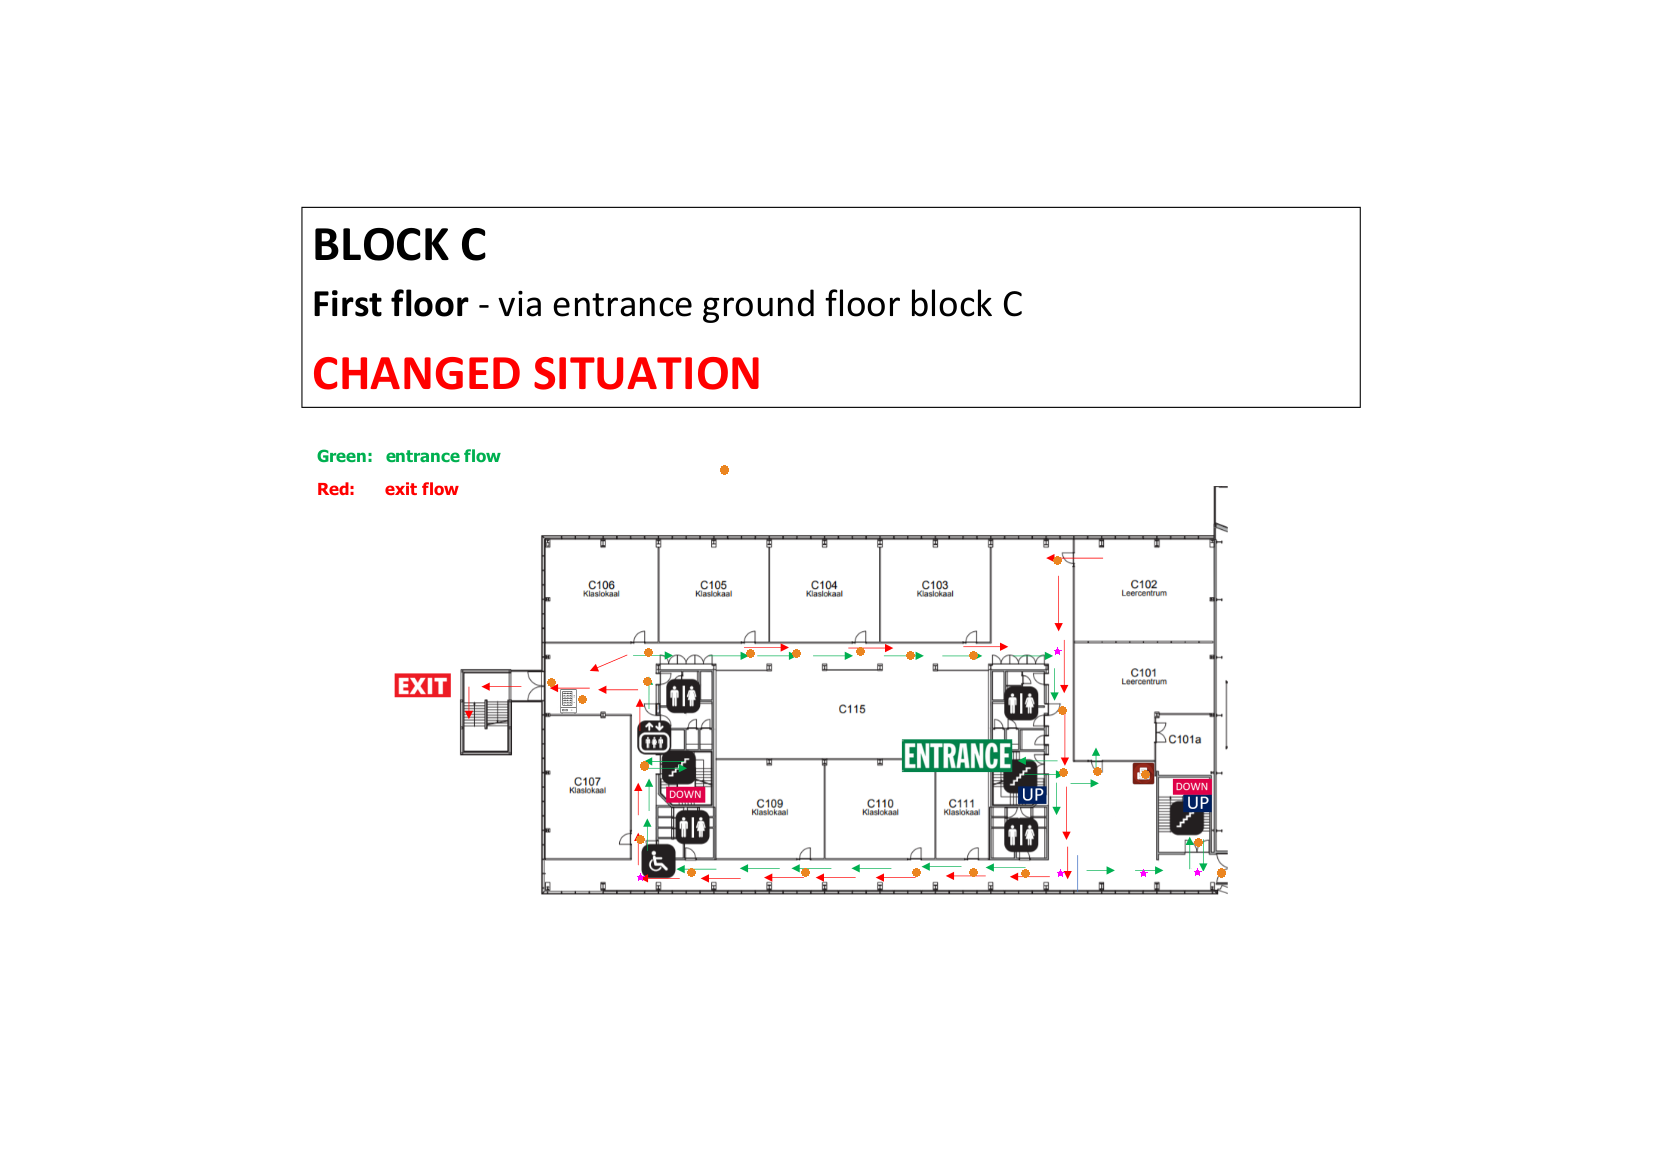 BLOCK C
First floor - via entrance ground floor block C
CHANGED SITUATION
Green: entrance flow
Red: exit flow
C106
Klaslokaal
C105
Klaslokaal
C104
Klaslokaal
C103
Klaslokaal
C102
Leercentrum
EXIT
C101
Leercentrum
C115
C101a
ENTRANCE
C107
Klaslokaal
DOWN
C109
Klaslokaal
C110
Klaslokaal
C111
Klaslokaal
UP
DOWN
UP